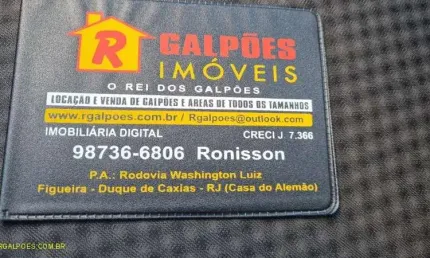 R GALPÕES
IMÓVEIS
O REI DOS GALPÕES
LOCAÇÃO E VENDA DE GALPÕES E ÁREAS DE TODOS OS TAMANHOS
www.rgalpoes.com.br / Rgalpoes@outlook.com
IMOBILIÁRIA DIGITAL CRECI J 7.366
98736-6806 Ronisson
P.A.: Rodovia Washington Luiz
Figueira - Duque de Caxias - RJ (Casa do Alemão)
RGALPOES.COM.BR